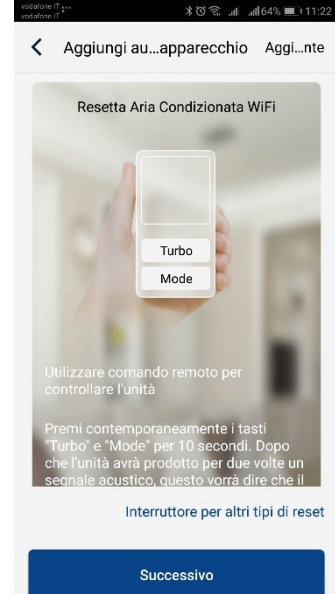 vodafone IT
vodafone IT
64% 11:22
Aggiungi au...apparecchio Aggi...nte
Resetta Aria Condizionata WiFi
Turbo
Mode
Utilizzare comando remoto per
controllare l'unità
Premi contemporaneamente i tasti
"Turbo" e "Mode" per 10 secondi. Dopo
che l'unità avrà prodotto per due volte un
segnale acustico, questo vorrà dire che il
Interruttore per altri tipi di reset
Successivo